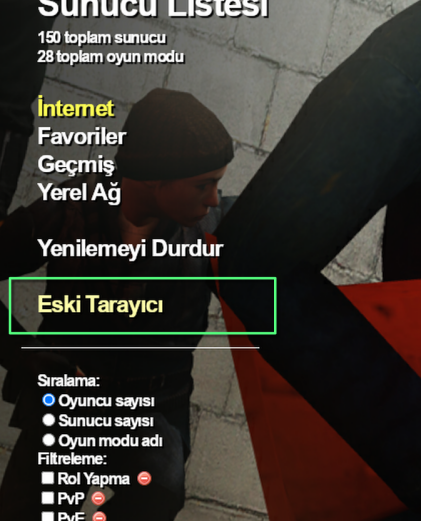 Sunucu Listesi
150 toplam sunucu
28 toplam oyun modu
İnternet
Favoriler
Geçmiş
Yerel Ağ
Yenilemeyi Durdur
Eski Tarayıcı
Sıralama:
Oyuncu sayısı
Sunucu sayısı
Oyun modu adı
Filtreleme:
Rol Yapma
PvP
PvE